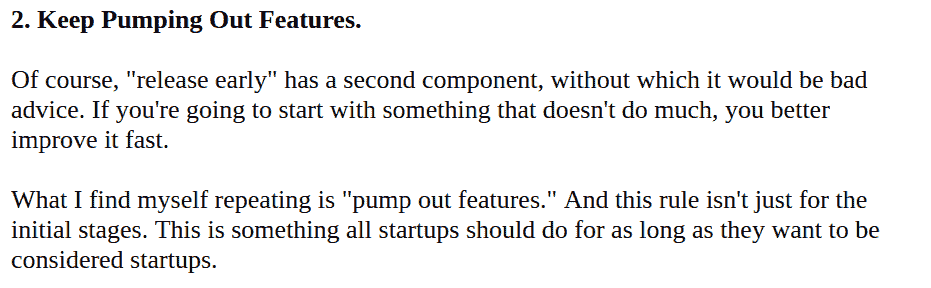 2. Keep Pumping Out Features.
Of course, "release early" has a second component, without which it would be bad
advice. If you're going to start with something that doesn't do much, you better
improve it fast.
What I find myself repeating is "pump out features." And this rule isn't just for the
initial stages. This is something all startups should do for as long as they want to be
considered startups.